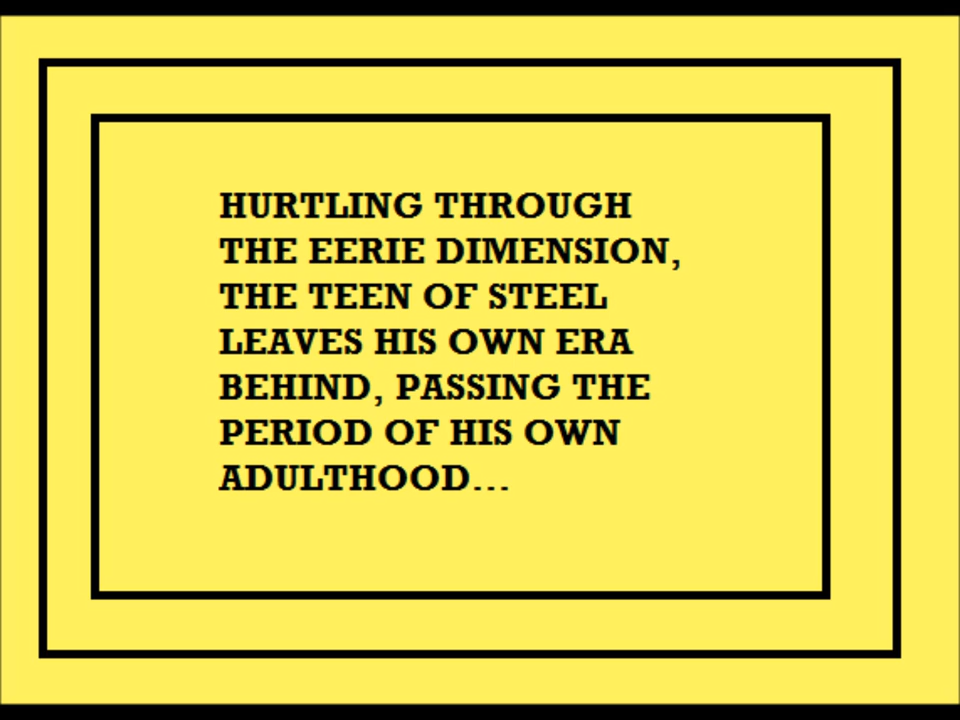 HURTLING THROUGH
THE EERIE DIMENSION,
THE TEEN OF STEEL
LEAVES HIS OWN ERA
BEHIND, PASSING THE
PERIOD OF HIS OWN
ADULTHOOD...